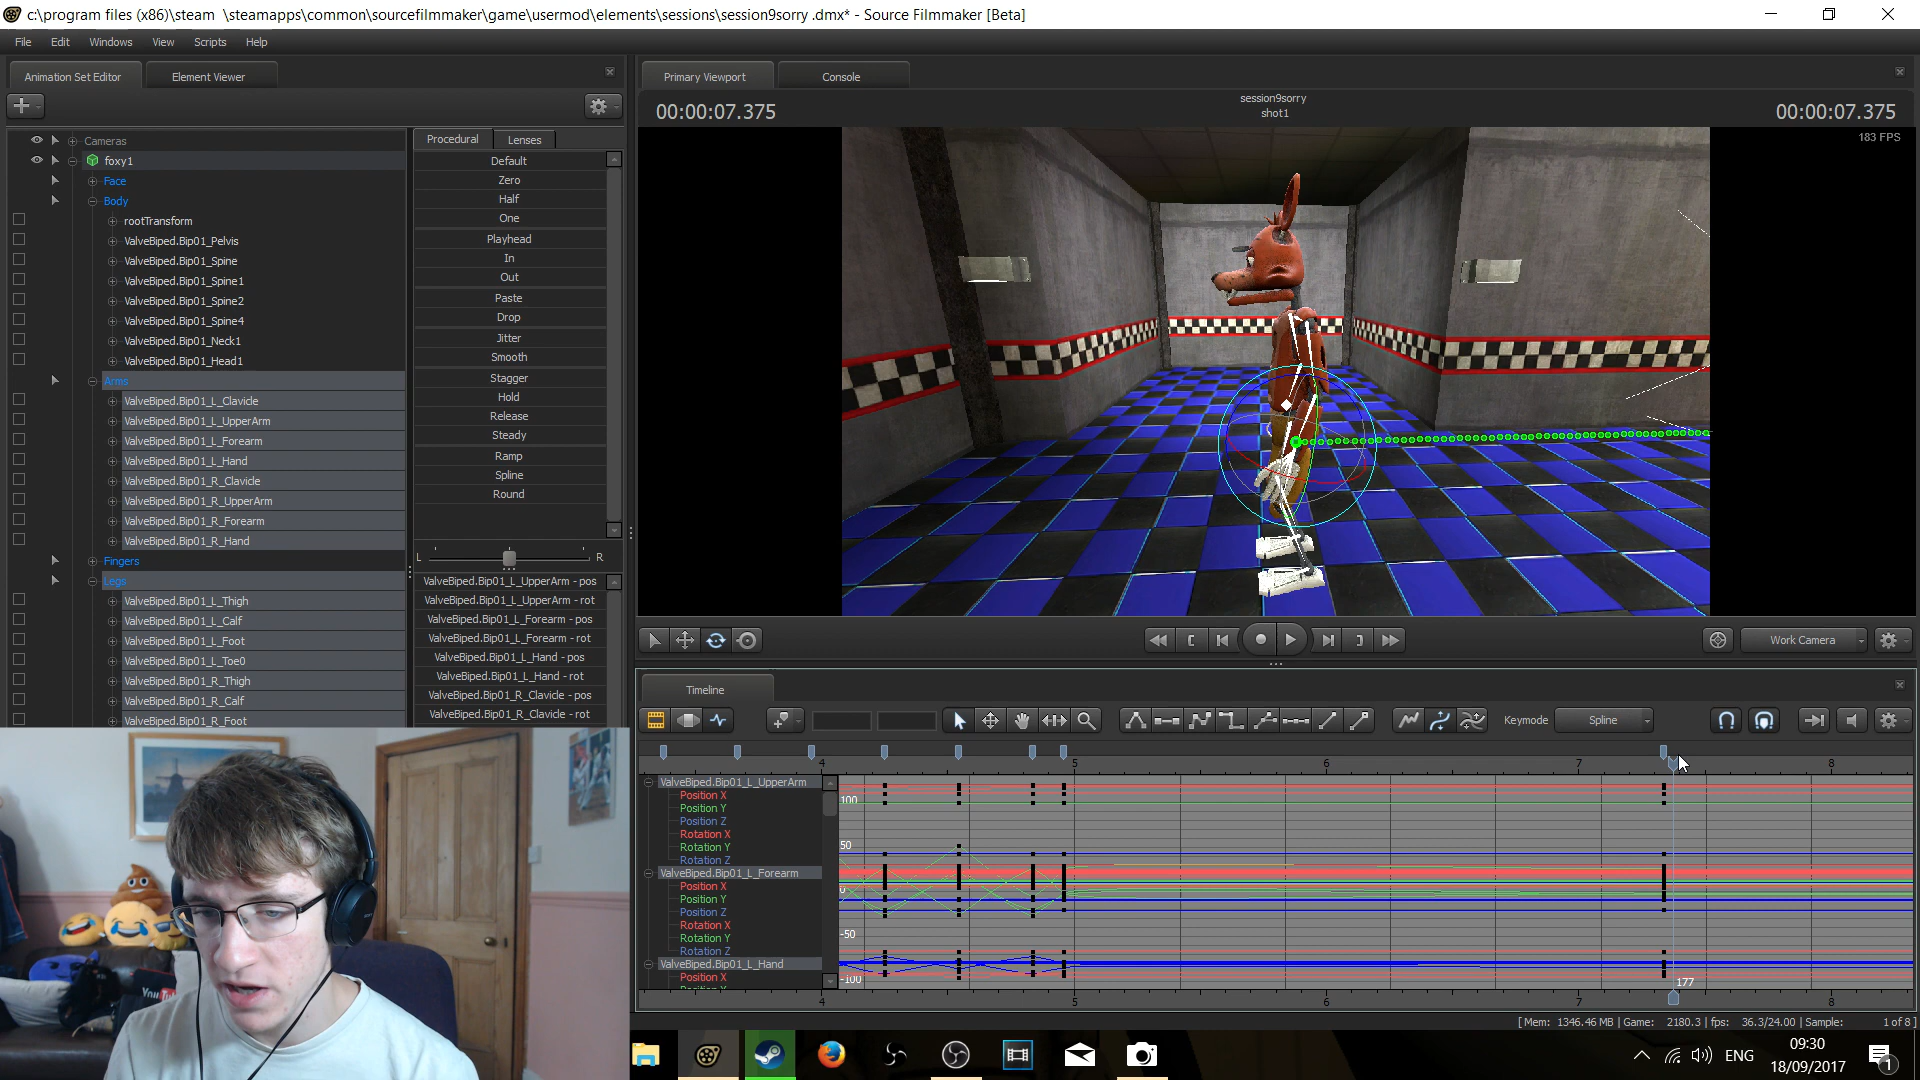 c:\program files (x86)\steam \steamapps\common\sourcefilmmaker\game\usermod\elements\sessions\session9sorry .dmx* - Source Filmmaker [Beta]
File Edit Windows View Scripts Help
Animation Set Editor Element Viewer
Primary Viewport Console
00:00:07.375
session9sorry
shot1
00:00:07.375
183 FPS
Cameras
foxy1
Face
Body
rootTransform
ValveBiped.Bip01_Pelvis
ValveBiped.Bip01_Spine
ValveBiped.Bip01_Spine1
ValveBiped.Bip01_Spine2
ValveBiped.Bip01_Spine4
ValveBiped.Bip01_Neck1
ValveBiped.Bip01_Head1
Arms
ValveBiped.Bip01_L_Clavicle
ValveBiped.Bip01_L_UpperArm
ValveBiped.Bip01_L_Forearm
ValveBiped.Bip01_L_Hand
ValveBiped.Bip01_R_Clavicle
ValveBiped.Bip01_R_UpperArm
ValveBiped.Bip01_R_Forearm
ValveBiped.Bip01_R_Hand
Fingers
Legs
ValveBiped.Bip01_L_Thigh
ValveBiped.Bip01_L_Calf
ValveBiped.Bip01_L_Foot
ValveBiped.Bip01_L_Toe0
ValveBiped.Bip01_R_Thigh
ValveBiped.Bip01_R_Calf
ValveBiped.Bip01_R_Foot
Procedural Lenses
Default
Zero
Half
One
Playhead
In
Out
Paste
Drop
Jitter
Smooth
Stagger
Hold
Release
Steady
Ramp
Spline
Round
L R
ValveBiped.Bip01_L_UpperArm - pos
ValveBiped.Bip01_L_UpperArm - rot
ValveBiped.Bip01_L_Forearm - pos
ValveBiped.Bip01_L_Forearm - rot
ValveBiped.Bip01_L_Hand - pos
ValveBiped.Bip01_L_Hand - rot
ValveBiped.Bip01_R_Clavicle - pos
ValveBiped.Bip01_R_Clavicle - rot
Work Camera
Timeline
Keymode Spline
4 5 6 7 8
ValveBiped.Bip01_L_UpperArm
Position X
Position Y
Position Z
Rotation X
Rotation Y
Rotation Z
ValveBiped.Bip01_L_Forearm
Position X
Position Y
Position Z
Rotation X
Rotation Y
Rotation Z
ValveBiped.Bip01_L_Hand
Position X
Position Y
100
50
0
-50
-100
177
4 5 6 7 8
[ Mem: 1346.46 MB | Game: 2180.3 | fps: 36.3/24.00 | Sample: 1 of 8 ]
ENG
09:30
18/09/2017
1